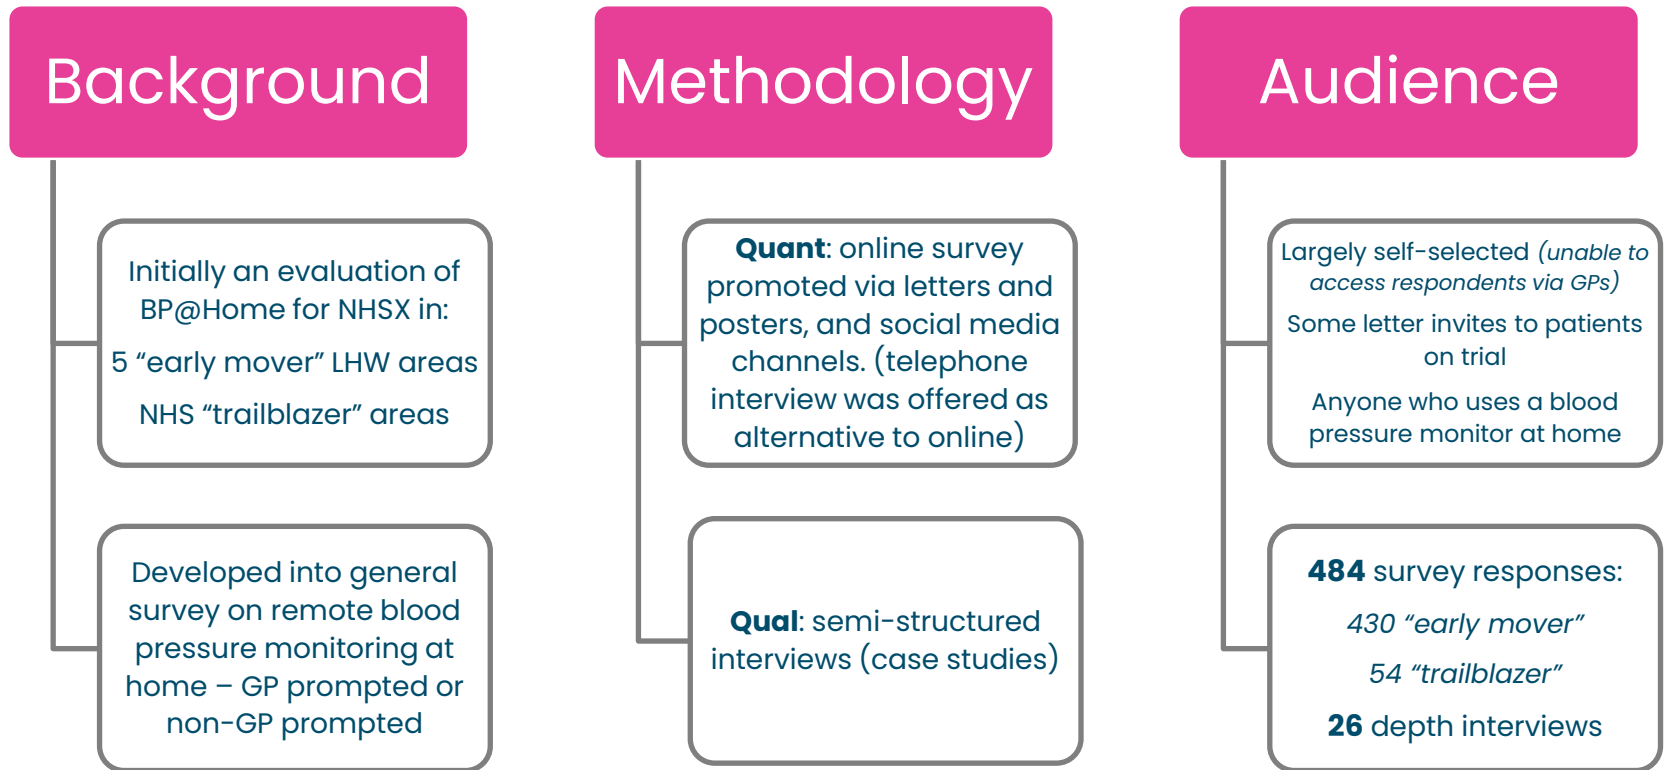 Background
Initially an evaluation of
BP@Home for NHSX in:
5 “early mover” LHW areas
NHS “trailblazer” areas
Developed into general
survey on remote blood
pressure monitoring at
home – GP prompted or
non-GP prompted
Methodology
Quant: online survey
promoted via letters and
posters, and social media
channels. (telephone
interview was offered as
alternative to online)
Qual: semi-structured
interviews (case studies)
Audience
Largely self-selected (unable to
access respondents via GPs)
Some letter invites to patients
on trial
Anyone who uses a blood
pressure monitor at home
484 survey responses:
430 “early mover”
54 “trailblazer”
26 depth interviews